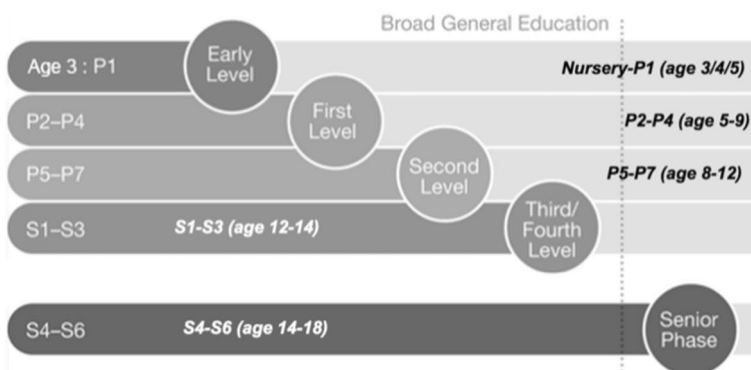 Broad General Education
Age 3 : P1
Early
Level
Nursery-P1 (age 3/4/5)
P2–P4
First
Level
P2-P4 (age 5-9)
P5–P7
Second
Level
P5-P7 (age 8-12)
S1–S3
S1-S3 (age 12-14)
Third/
Fourth
Level
S4–S6
S4-S6 (age 14-18)
Senior
Phase